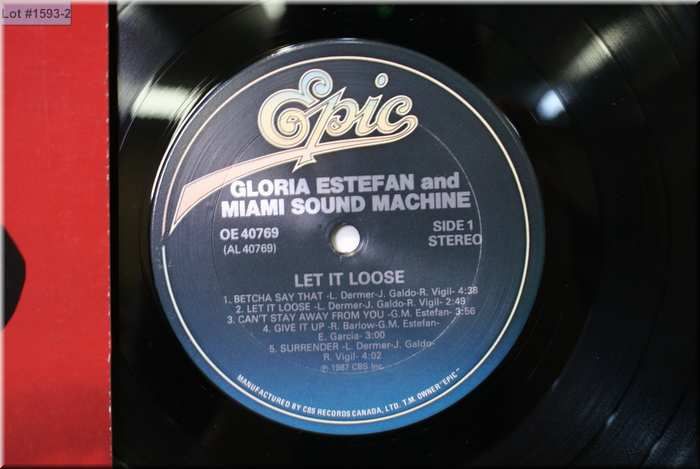 Lot #1593-2
Epic
GLORIA ESTEFAN and
MIAMI SOUND MACHINE
OE 40769
(AL 40769)
SIDE 1
STEREO
LET IT LOOSE
1. BETCHA SAY THAT -L. Dermer-J. Galdo-R. Vigil- 4:38
2. LET IT LOOSE -L. Dermer-J. Galdo-R. Vigil- 2:49
3. CAN'T STAY AWAY FROM YOU -G.M. Estefan- 3:56
4. GIVE IT UP -R. Barlow-G.M. Estefan-
E. Garcia- 3:00
5. SURRENDER -L. Dermer-J. Galdo-
R. Vigil- 4:02
℗ 1987 CBS Inc.
MANUFACTURED BY CBS RECORDS CANADA, LTD. T.M. OWNER "EPIC"